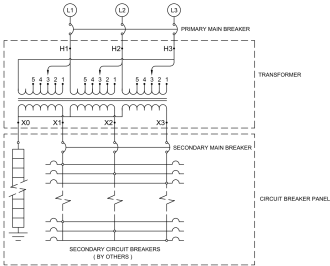 L1 L2 L3
PRIMARY MAIN BREAKER
H1 H2 H3
5 4 3 2 1 5 4 3 2 1 5 4 3 2 1
TRANSFORMER
X0 X1 X2 X3
SECONDARY MAIN BREAKER
CIRCUIT BREAKER PANEL
SECONDARY CIRCUIT BREAKERS
( BY OTHERS )